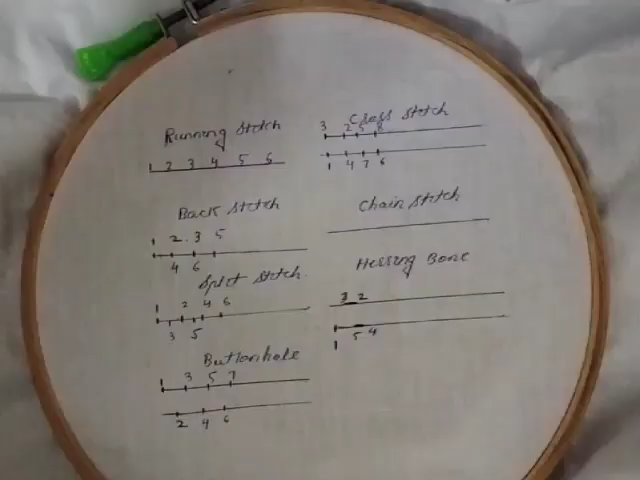 Running stitch
1 2 3 4 5 6
Back stitch
1 2 3 5
4 6
Split stitch
1 2 4 6
3 5
Buttonhole
1 3 5 7
2 4 6
Cross stitch
3 2 5 8
1 4 7 6
Chain stitch
Herring Bone
3 2
5 4
1